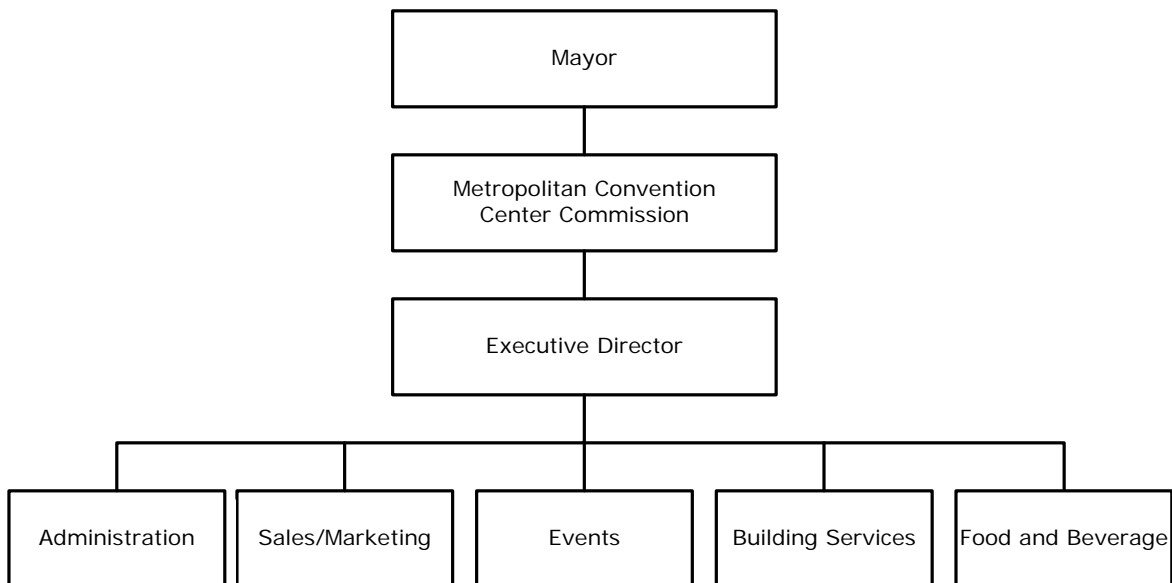 Mayor
Metropolitan Convention
Center Commission
Executive Director
Administration
Sales/Marketing
Events
Building Services
Food and Beverage